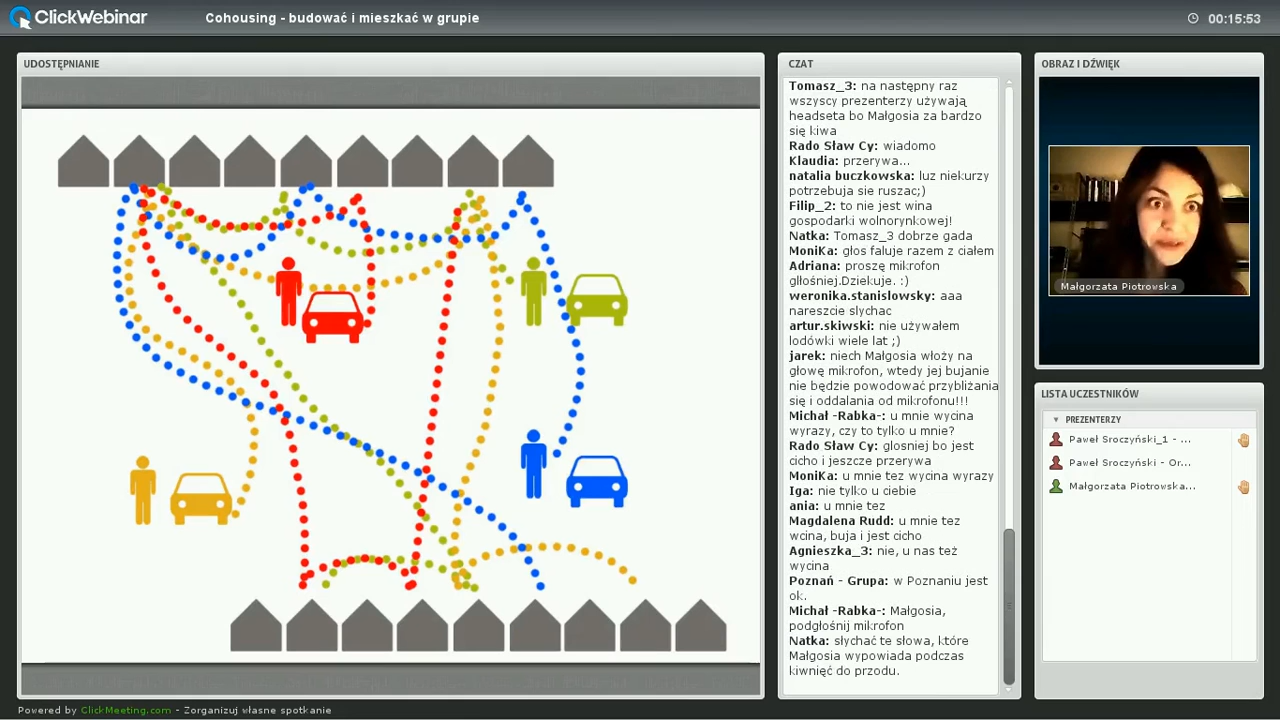 ClickWebinar
Cohousing - budować i mieszkać w grupie
00:15:53
UDOSTĘPNIANIE
CZAT
Tomasz_3: na następny raz
wszyscy prezenterzy używają
headseta bo Małgosia za bardzo
się kiwa
Rado Sław Cy: wiadomo
Klaudia: przerywa...
natalia buczkowska: luz niekurzy
potrzebuja sie ruszac;)
Filip_2: to nie jest wina
gospodarki wolnorynkowej!
Natka: Tomasz_3 dobrze gada
MoniKa: głos faluje razem z ciałem
Adriana: proszę mikrofon
głłośniej.Dziekuje. :)
weronika.stanislowsky: aaa
nareszcie slychac
artur.skiwski: nie używałem
lodówki wiele lat ;)
jarek: niech Małgosia włoży na
głowę mikrofon, wtedy jej bujanie
nie będzie powodować przybliżania
się i oddalania od mikrofonu!!!
Michał -Rabka-: u mnie wycina
wyrazy, czy to tylko u mnie?
Rado Sław Cy: glosniej bo jest
cicho i jeszcze przerywa
MoniKa: u mnie tez wycina wyrazy
Iga: nie tylko u ciebie
ania: u mnie tez
Magdalena Rudd: u mnie tez
wcina, buja i jest cicho
Agnieszka_3: nie, u nas też
wycina
Poznań - Grupa: w Poznaniu jest
ok.
Michał -Rabka-: Małgosia,
podgłośnij mikrofon
Natka: słychać te słowa, które
Małgosia wypowiada podczas
kiwnięć do przodu.
OBRAZ I DŹWIĘK
Małgorzata Piotrowska
LISTA UCZESTNIKÓW
PREZENTERZY
Paweł Sroczyński_1 - ...
Paweł Sroczyński - Or...
Małgorzata Piotrowska...
Powered by ClickMeeting.com - Zorganizuj własne spotkanie